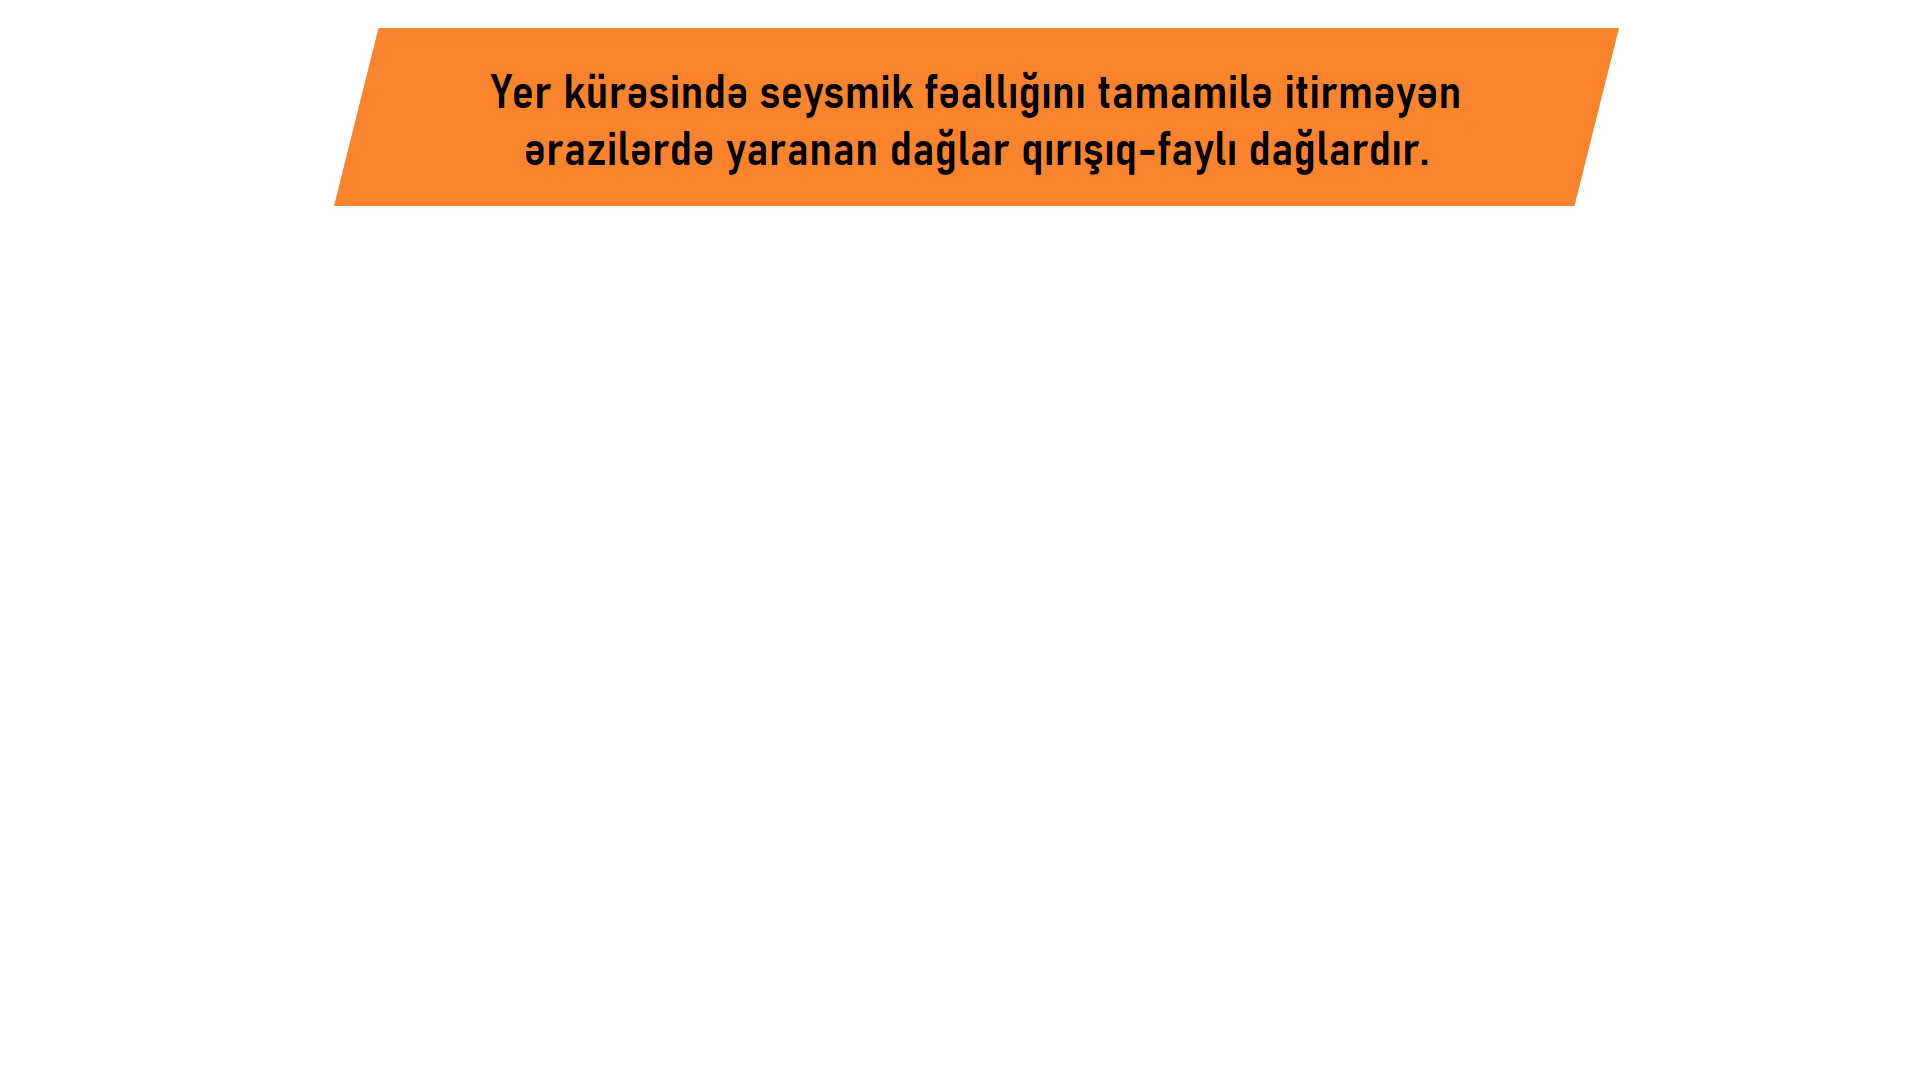 Yer kürəsində seysmik fəallığını tamamilə itirməyən
ərazilərdə yaranan dağlar qırışıq-faylı dağlardır.